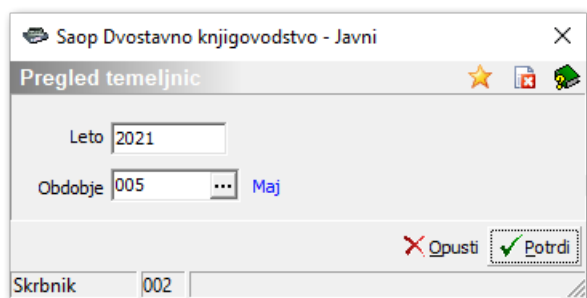 Saop Dvostavno knjigovodstvo - Javni
Pregled temeljnic
Leto 2021
Obdobje 005 ... Maj
Opusti Potrdi
Skrbnik 002